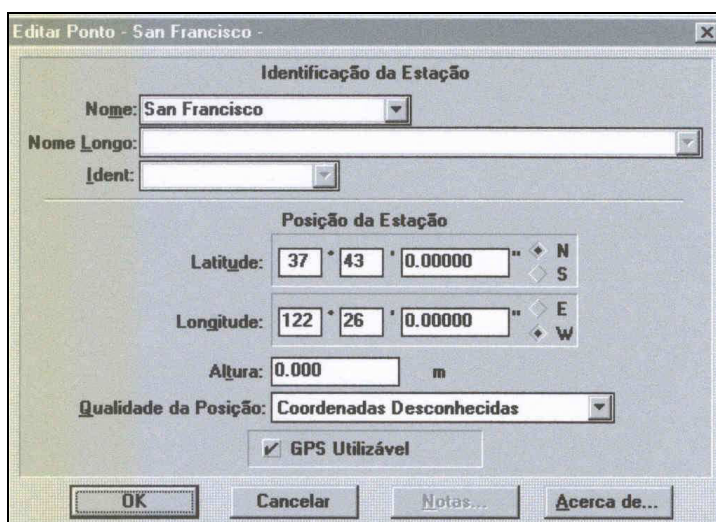 Editar Ponto - San Francisco -
Identificação da Estação
Nome: San Francisco
Nome Longo:
Ident:
Posição da Estação
Latitude: 37 ° 43 ' 0.00000 " N
S
Longitude: 122 ° 26 ' 0.00000 " E
W
Altura: 0.000 m
Qualidade da Posição: Coordenadas Desconhecidas
GPS Utilizável
OK Cancelar Notas... Acerca de...